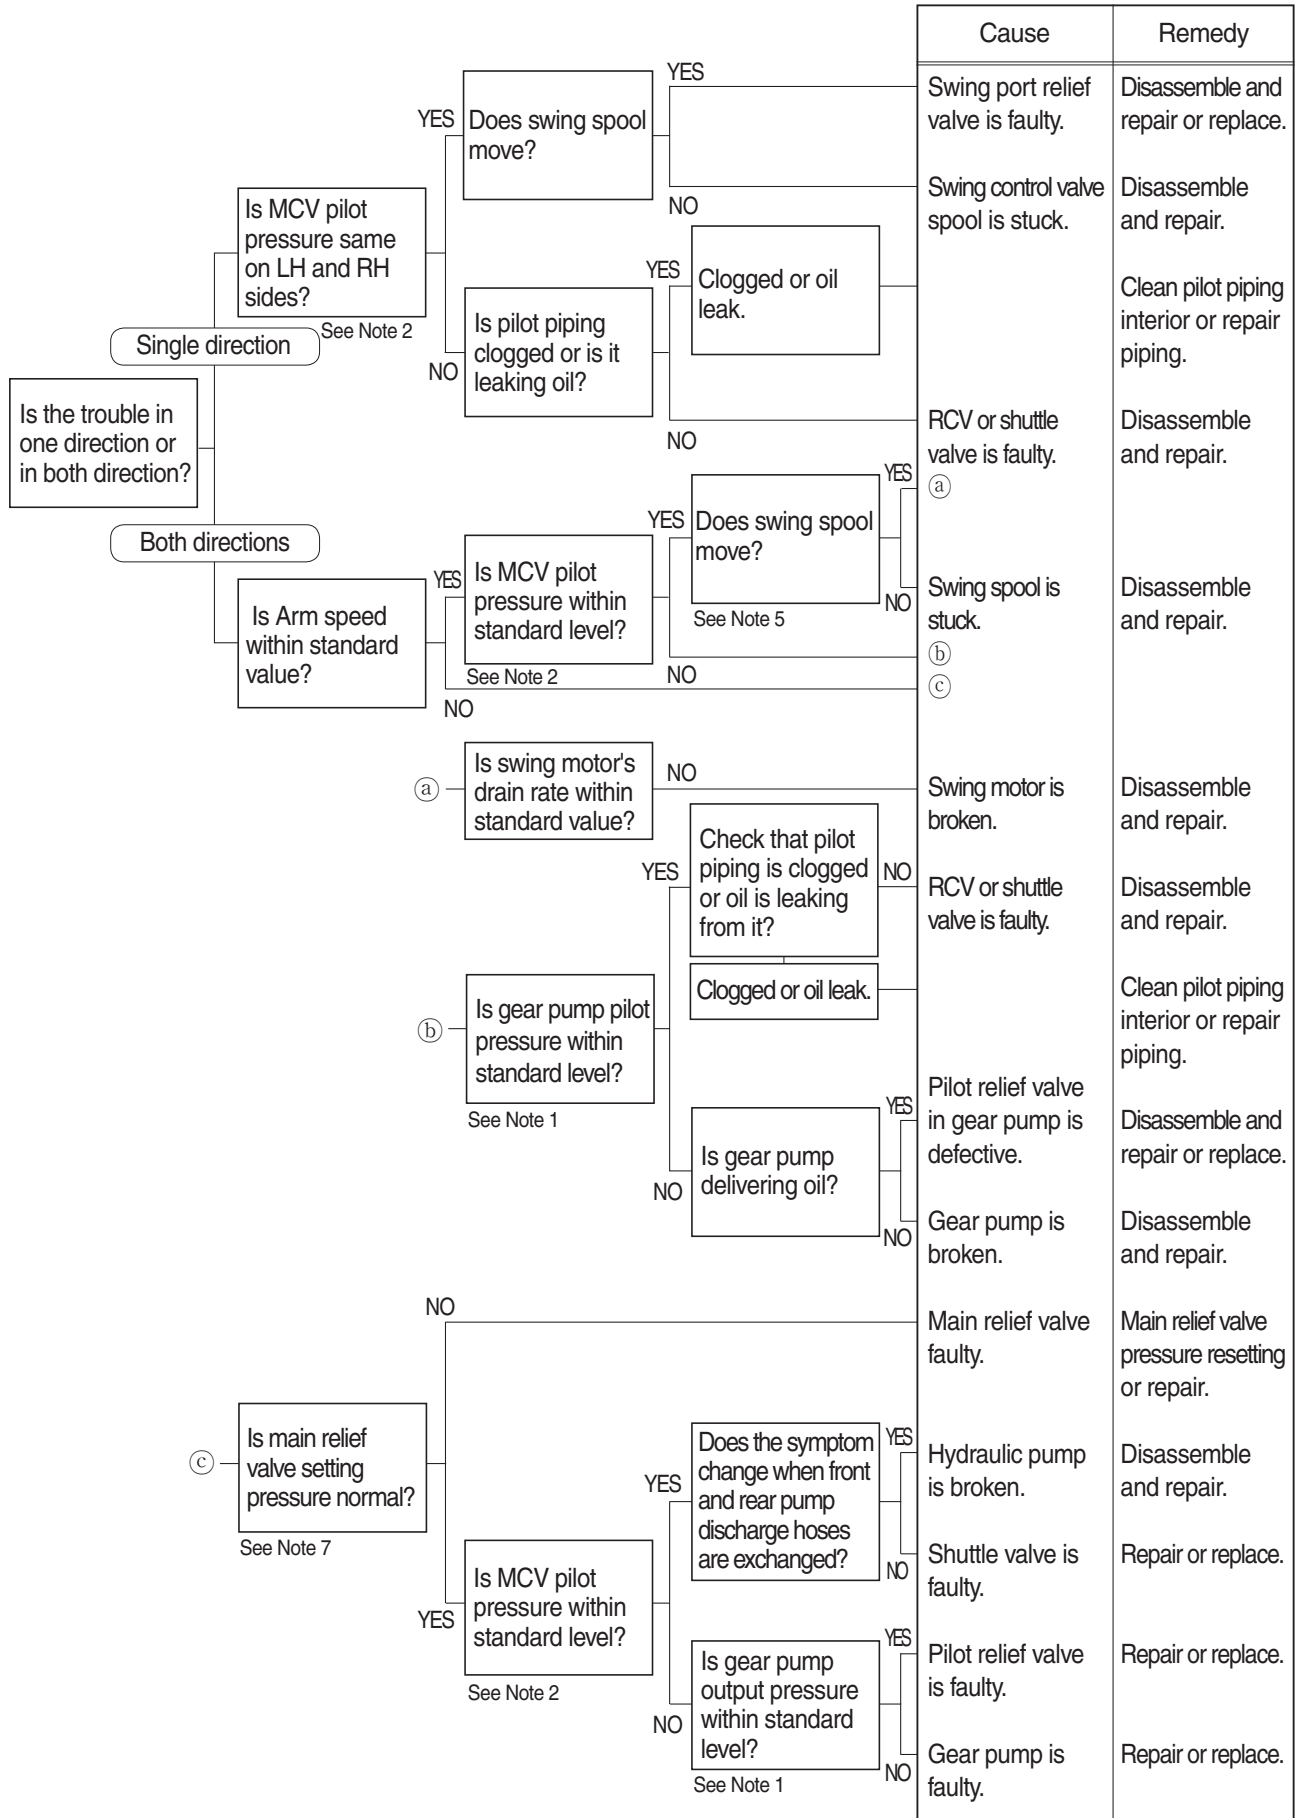 Cause
Remedy
YES
Swing port relief
valve is faulty.
Disassemble and
repair or replace.
YES
Does swing spool
move?
NO
Swing control valve
spool is stuck.
Disassemble
and repair.
Is MCV pilot
pressure same
on LH and RH
sides?
See Note 2
YES
Clogged or oil
leak.
Clean pilot piping
interior or repair
piping.
Single direction
NO
Is pilot piping
clogged or is it
leaking oil?
NO
RCV or shuttle
valve is faulty.
Disassemble
and repair.
Is the trouble in
one direction or
in both direction?
YES
ⓐ
Both directions
YES
Does swing spool
move?
See Note 5
NO
Swing spool is
stuck.
Disassemble
and repair.
YES
Is MCV pilot
pressure within
standard level?
See Note 2
NO
ⓑ
Is Arm speed
within standard
value?
NO
ⓒ
ⓐ
Is swing motor's
drain rate within
standard value?
NO
Swing motor is
broken.
Disassemble
and repair.
YES
Check that pilot
piping is clogged
or oil is leaking
from it?
NO
RCV or shuttle
valve is faulty.
Disassemble
and repair.
Clogged or oil leak.
Clean pilot piping
interior or repair
piping.
ⓑ
Is gear pump pilot
pressure within
standard level?
See Note 1
YES
Pilot relief valve
in gear pump is
defective.
Disassemble and
repair or replace.
NO
Is gear pump
delivering oil?
NO
Gear pump is
broken.
Disassemble
and repair.
NO
Main relief valve
faulty.
Main relief valve
pressure resetting
or repair.
ⓒ
Is main relief
valve setting
pressure normal?
See Note 7
YES
Does the symptom
change when front
and rear pump
discharge hoses
are exchanged?
YES
Hydraulic pump
is broken.
Disassemble
and repair.
NO
Shuttle valve is
faulty.
Repair or replace.
YES
Is MCV pilot
pressure within
standard level?
See Note 2
NO
Is gear pump
output pressure
within standard
level?
See Note 1
YES
Pilot relief valve
is faulty.
Repair or replace.
NO
Gear pump is
faulty.
Repair or replace.